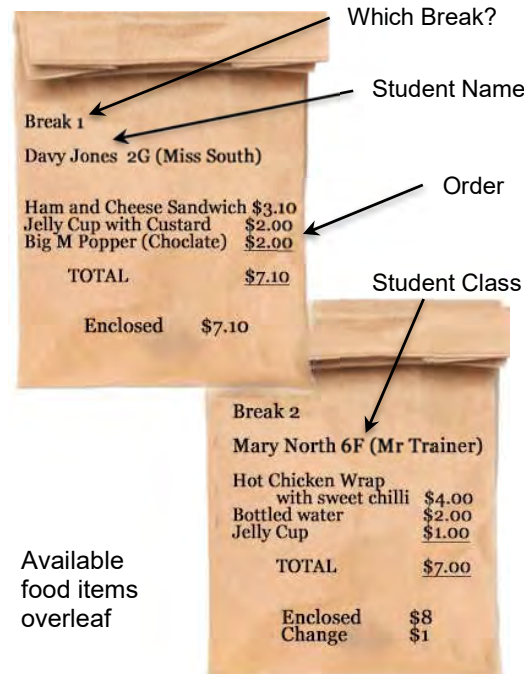 Which Break?
Student Name
Break 1
Davy Jones 2G (Miss South)
Order
Ham and Cheese Sandwich $3.10
Jelly Cup with Custard $2.00
Big M Popper (Choclate) $2.00
TOTAL $7.10
Enclosed $7.10
Student Class
Break 2
Mary North 6F (Mr Trainer)
Hot Chicken Wrap
with sweet chilli $4.00
Bottled water $2.00
Jelly Cup $1.00
TOTAL $7.00
Enclosed $8
Change $1
Available
food items
overleaf